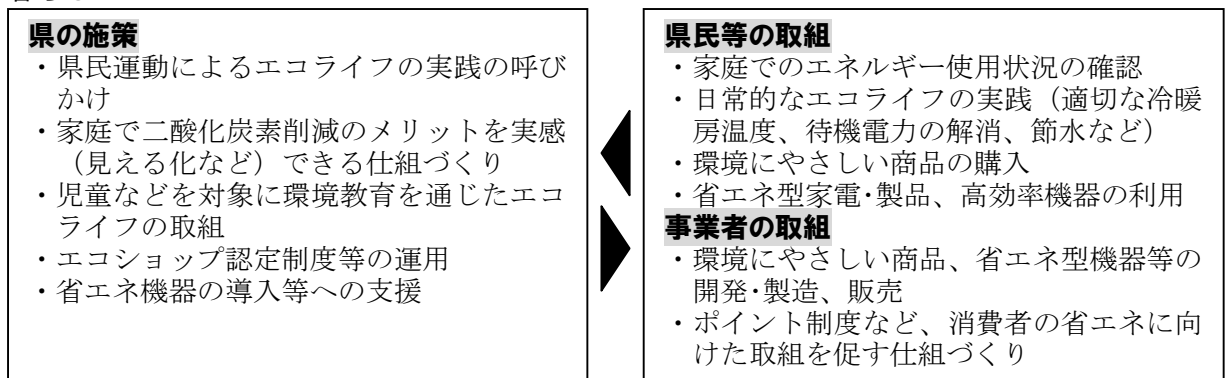 県の施策
・県民運動によるエコライフの実践の呼び
かけ
・家庭で二酸化炭素削減のメリットを実感
（見える化など）できる仕組づくり
・児童などを対象に環境教育を通じたエコ
ライフの取組
・エコショップ認定制度等の運用
・省エネ機器の導入等への支援
県民等の取組
・家庭でのエネルギー使用状況の確認
・日常的なエコライフの実践（適切な冷暖
房温度、待機電力の解消、節水など）
・環境にやさしい商品の購入
・省エネ型家電･製品、高効率機器の利用
事業者の取組
・環境にやさしい商品、省エネ型機器等の
開発･製造、販売
・ポイント制度など、消費者の省エネに向
けた取組を促す仕組づくり